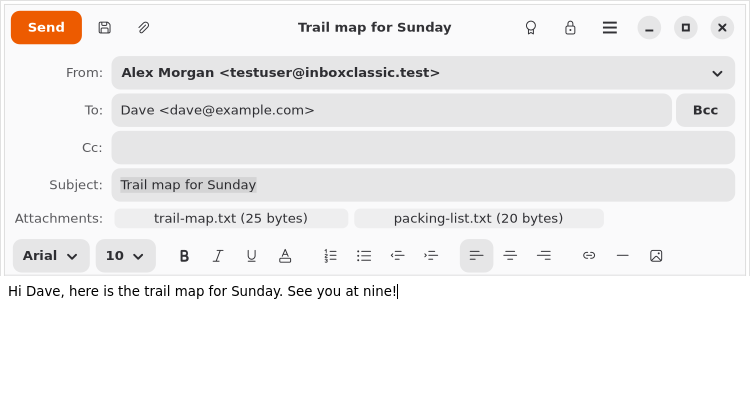 Send Trail map for Sunday
From: Alex Morgan <testuser@inboxclassic.test>
To: Dave <dave@example.com> Bcc
Cc:
Subject: Trail map for Sunday
Attachments: trail-map.txt (25 bytes) packing-list.txt (20 bytes)
Arial 10 B I U A
Hi Dave, here is the trail map for Sunday. See you at nine!